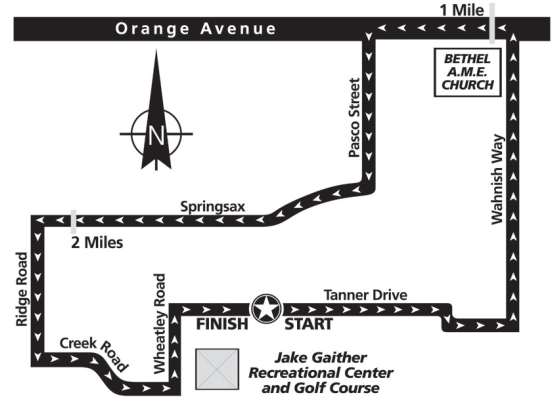 1 Mile
Orange Avenue
BETHEL
A.M.E.
CHURCH
Pasco Street
Wahnish Way
Springsax
2 Miles
Ridge Road
Wheatley Road
Tanner Drive
FINISH
START
Creek Road
Jake Gaither
Recreational Center
and Golf Course
N